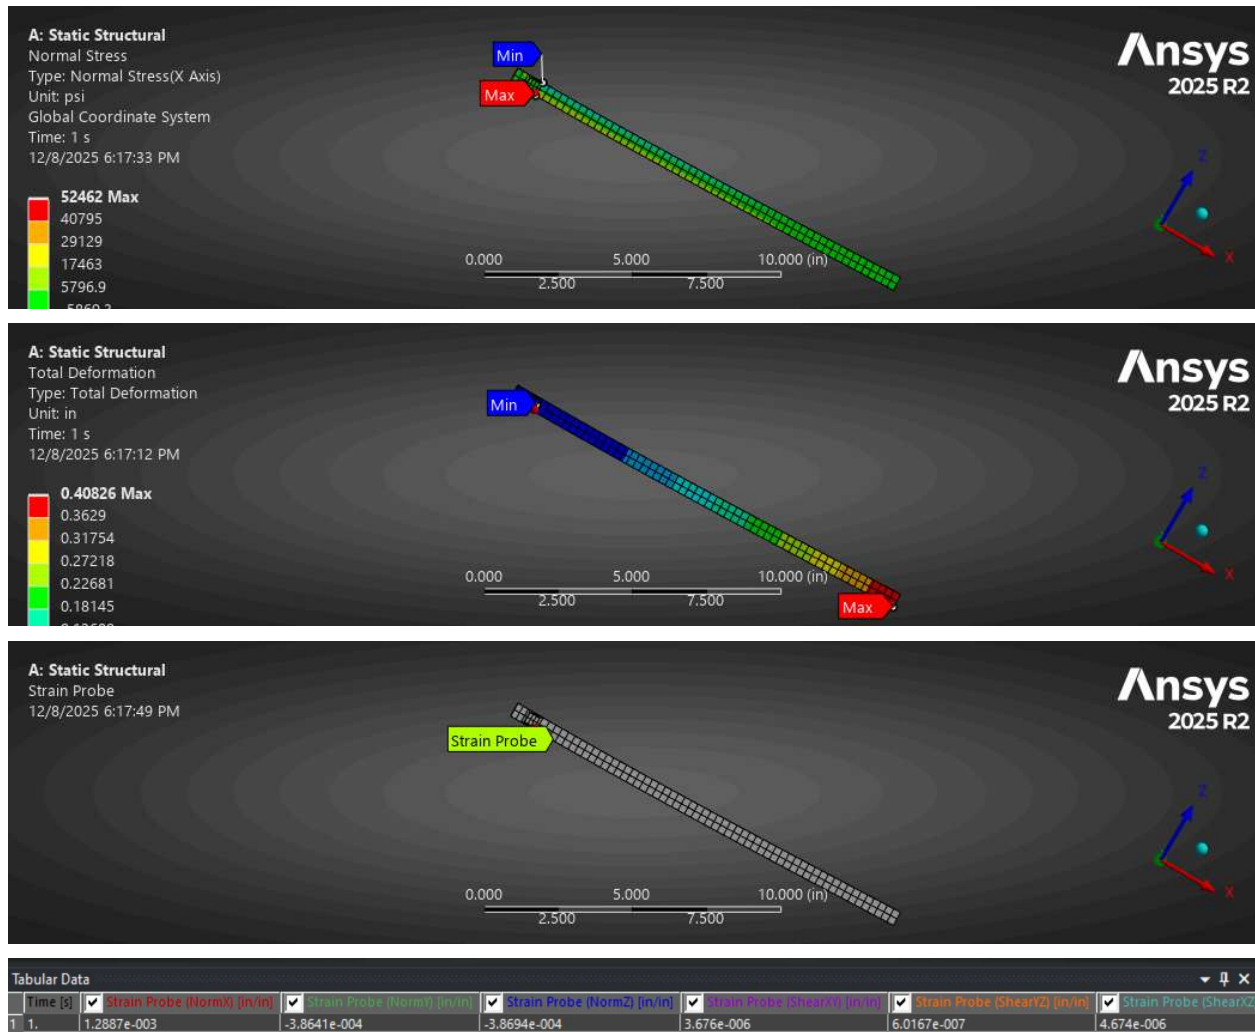 A: Static Structural
Normal Stress
Type: Normal Stress(X Axis)
Unit: psi
Global Coordinate System
Time: 1 s
12/8/2025 6:17:33 PM
52462 Max
40795
29129
17463
5796.9
Min
Max
0.000 5.000 10.000 (in)
2.500 7.500
Ansys
2025 R2
Z
X
A: Static Structural
Total Deformation
Type: Total Deformation
Unit: in
Time: 1 s
12/8/2025 6:17:12 PM
0.40826 Max
0.3629
0.31754
0.27218
0.22681
0.18145
Min
Max
0.000 5.000 10.000 (in)
2.500 7.500
Ansys
2025 R2
Z
X
A: Static Structural
Strain Probe
12/8/2025 6:17:49 PM
Strain Probe
0.000 5.000 10.000 (in)
2.500 7.500
Ansys
2025 R2
Z
X
Tabular Data
Time [s] Strain Probe (NormX) [in/in] Strain Probe (NormY) [in/in] Strain Probe (NormZ) [in/in] Strain Probe (ShearXY) [in/in] Strain Probe (ShearYZ) [in/in] Strain Probe (ShearXZ)
1 1. 1.2887e-003 -3.8641e-004 -3.8694e-004 3.676e-006 6.0167e-007 4.674e-006